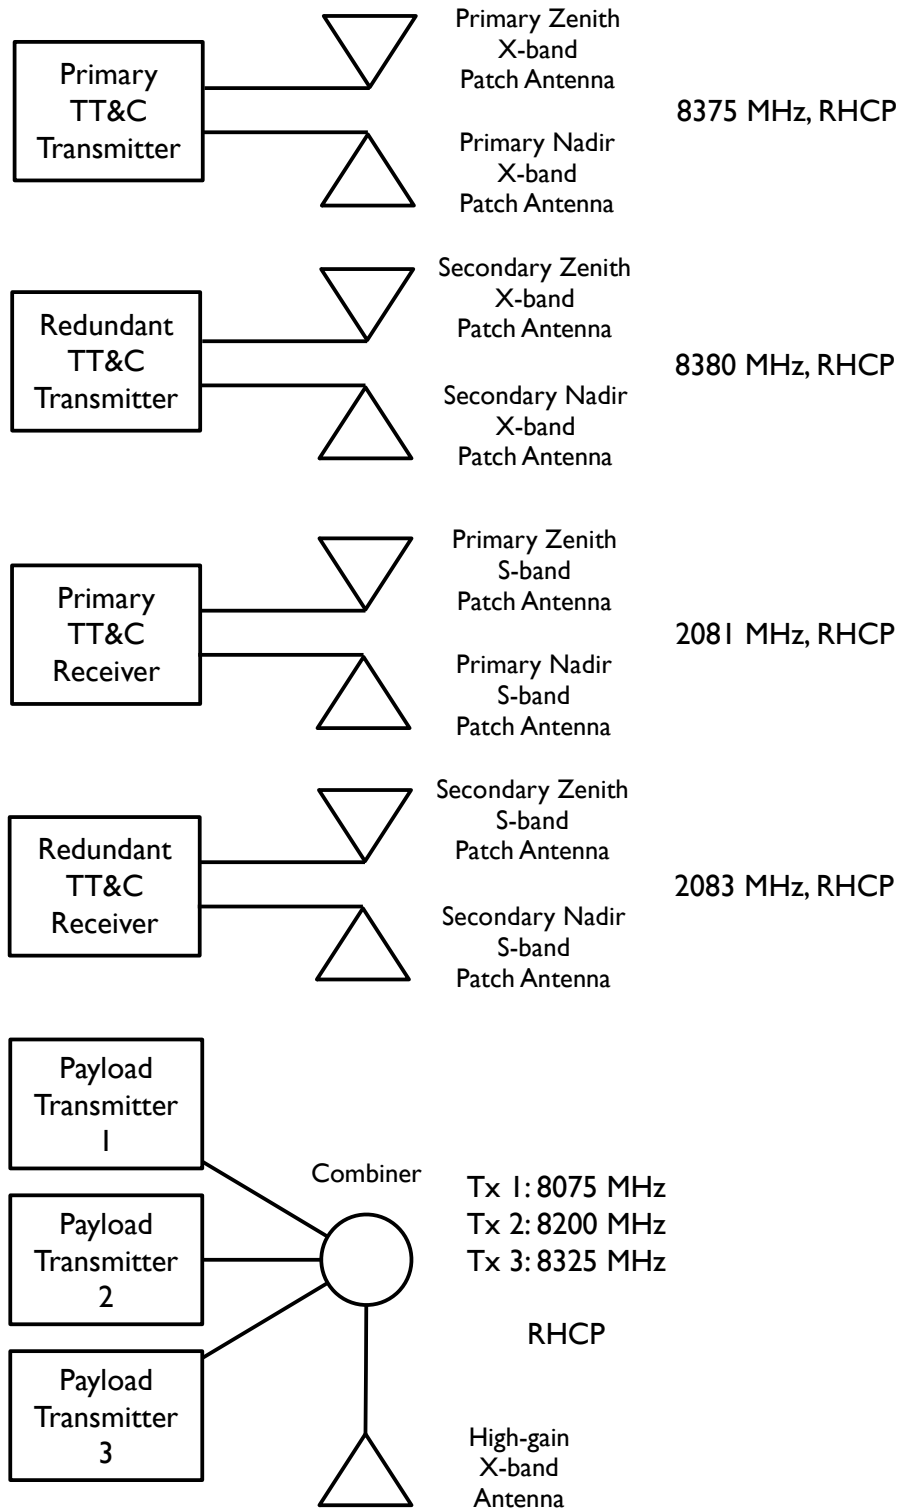 Primary
TT&C
Transmitter
Primary Zenith
X-band
Patch Antenna
Primary Nadir
X-band
Patch Antenna
8375 MHz, RHCP
Redundant
TT&C
Transmitter
Secondary Zenith
X-band
Patch Antenna
Secondary Nadir
X-band
Patch Antenna
8380 MHz, RHCP
Primary
TT&C
Receiver
Primary Zenith
S-band
Patch Antenna
Primary Nadir
S-band
Patch Antenna
2081 MHz, RHCP
Redundant
TT&C
Receiver
Secondary Zenith
S-band
Patch Antenna
Secondary Nadir
S-band
Patch Antenna
2083 MHz, RHCP
Payload
Transmitter
1
Payload
Transmitter
2
Payload
Transmitter
3
Combiner
Tx 1: 8075 MHz
Tx 2: 8200 MHz
Tx 3: 8325 MHz
RHCP
High-gain
X-band
Antenna